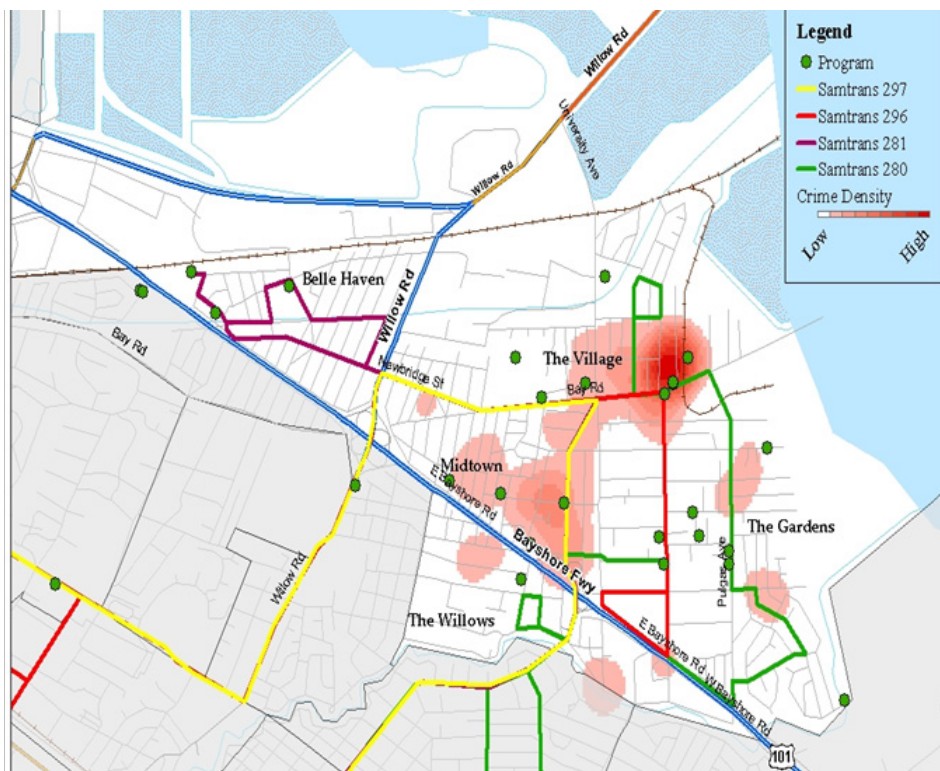 Legend
Program
Samtrans 297
Samtrans 296
Samtrans 281
Samtrans 280
Crime Density
Low
High
Willow Rd
University Ave
Willow Rd
Belle Haven
Willow Rd
Bay Rd
Newbridge St
The Village
Bay Rd
Midtown
E Bayshore Rd
Bayshore Fwy
The Gardens
Pulgas Ave
Willow Rd
The Willows
E Bayshore Rd
W Bayshore Rd
101